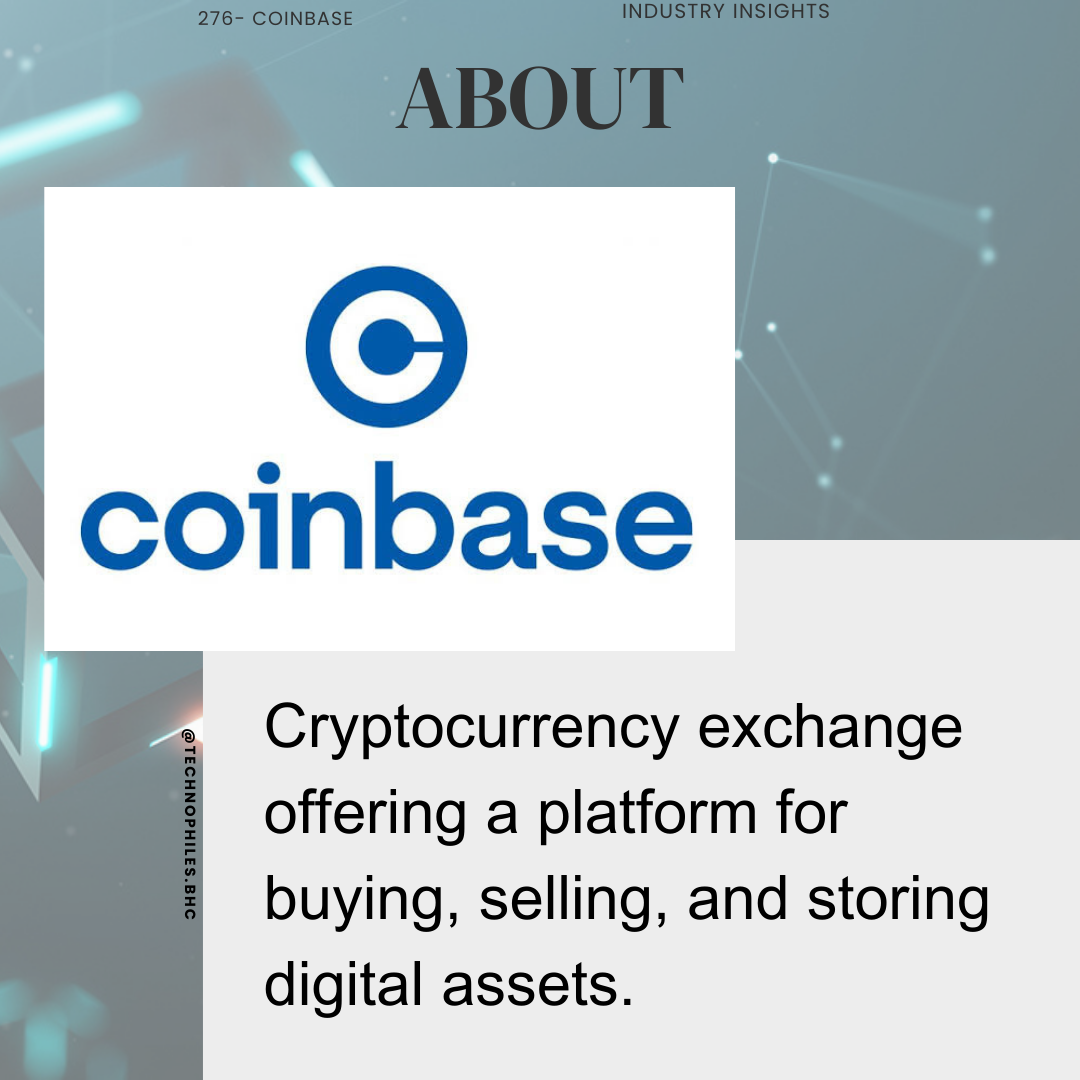 276- COINBASE
INDUSTRY INSIGHTS
ABOUT
coinbase
@TECHNOPHILES.BHC
Cryptocurrency exchange
offering a platform for
buying, selling, and storing
digital assets.